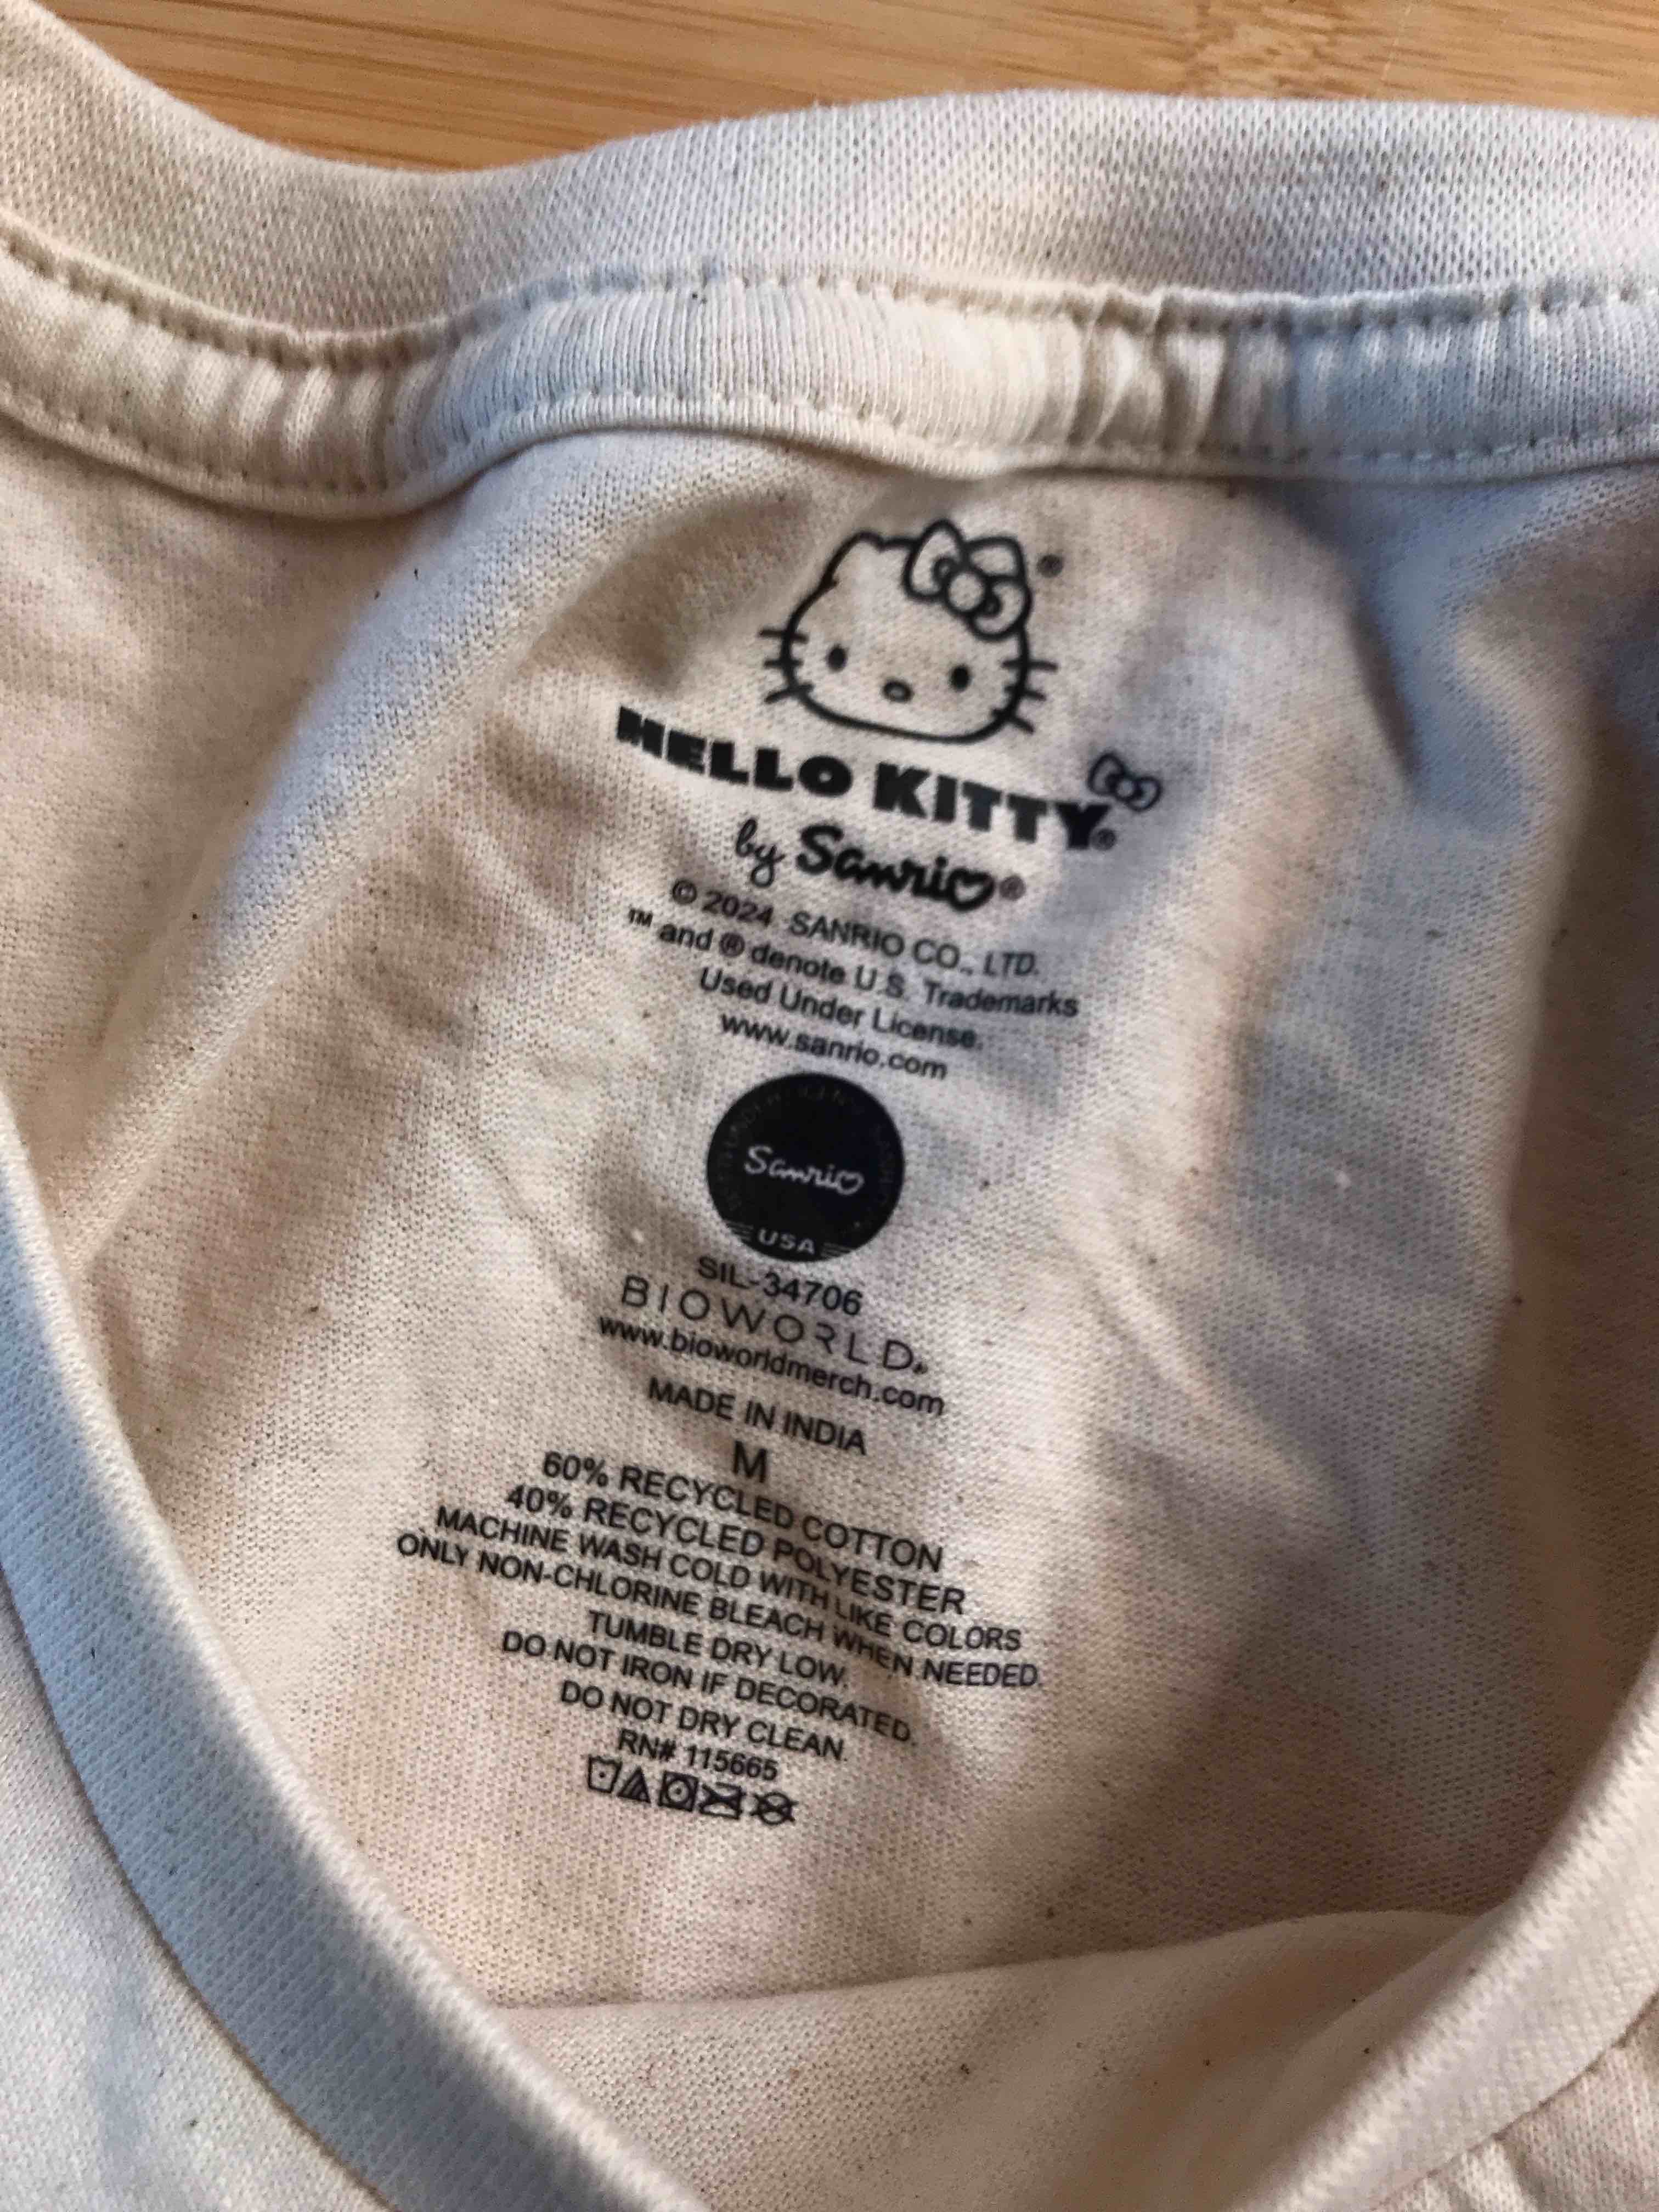 HELLO KITTY®
by Sanrio®
© 2024 SANRIO CO., LTD.
™ and ® denote U.S. Trademarks
Used Under License.
www.sanrio.com
Sanrio
USA
SIL-34706
BIOWORLD®
www.bioworldmerch.com
MADE IN INDIA
M
60% RECYCLED COTTON
40% RECYCLED POLYESTER
MACHINE WASH COLD WITH LIKE COLORS
ONLY NON-CHLORINE BLEACH WHEN NEEDED.
TUMBLE DRY LOW.
DO NOT IRON IF DECORATED.
DO NOT DRY CLEAN.
RN# 115665